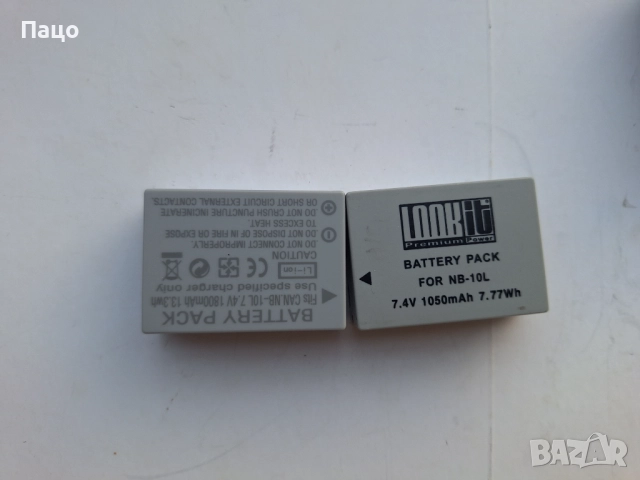 Пацо
BATTERY PACK
Fits CAN.NB-10L 7.4V 1800mAh 13.3wh
Use specified charger only
Li-ion
CAUTION
.DO NOT CONNECT IMPROPERLY.
.DO NOT DISPOSE OF IN FIRE OR EXPOSE
TO EXCESS HEAT.
.DO NOT CRUSH PUNCTURE INCINERATE
OR SHORT CIRCUIT EXTERNAL CONTACTS.
LOOKit
Premium Power
BATTERY PACK
FOR NB-10L
7.4V 1050mAh 7.77Wh
BAZAR